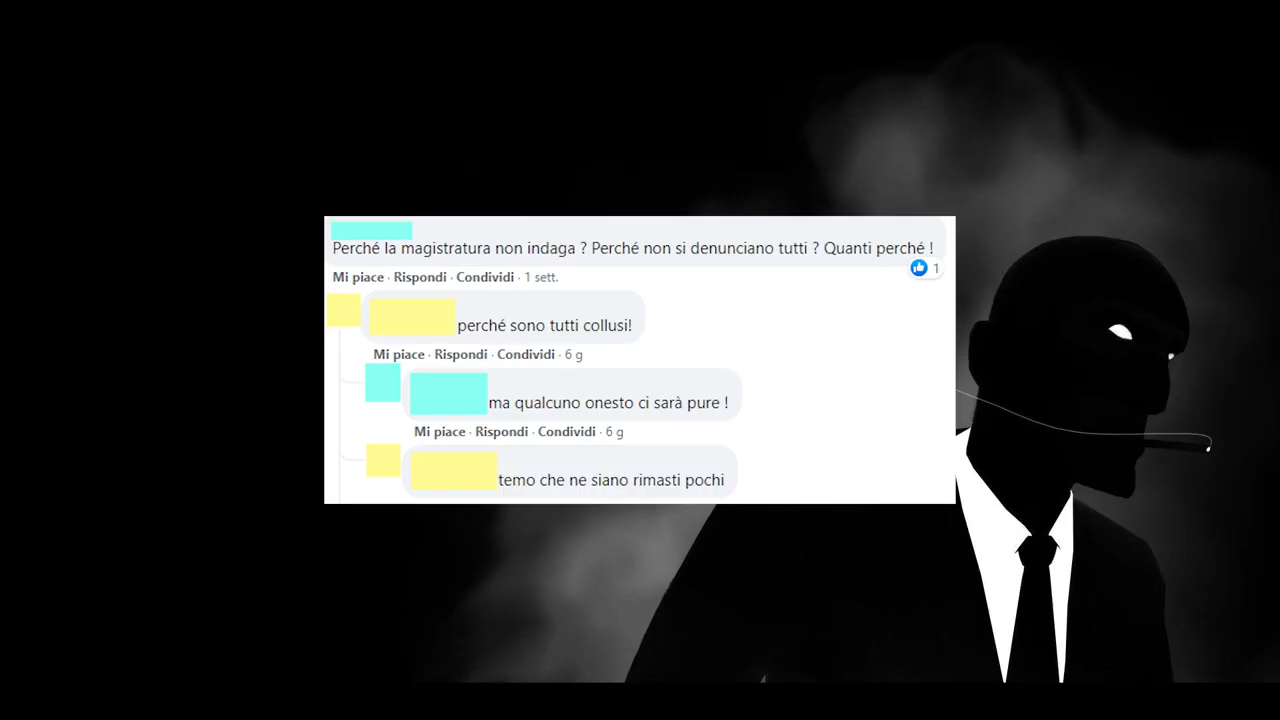 Perché la magistratura non indaga ? Perché non si denunciano tutti ? Quanti perché !
Mi piace · Rispondi · Condividi · 1 sett.
1
perché sono tutti collusi!
Mi piace · Rispondi · Condividi · 6 g
ma qualcuno onesto ci sarà pure !
Mi piace · Rispondi · Condividi · 6 g
temo che ne siano rimasti pochi